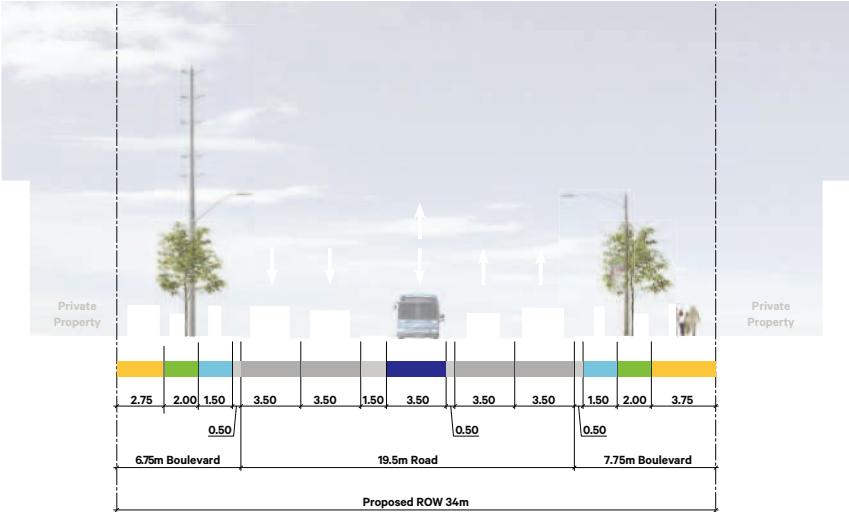 Private
Property
Private
Property
2.75 2.00 1.50 3.50 3.50 1.50 3.50 3.50 3.50 1.50 2.00 3.75
0.50 0.50 0.50
6.75m Boulevard 19.5m Road 7.75m Boulevard
Proposed ROW 34m